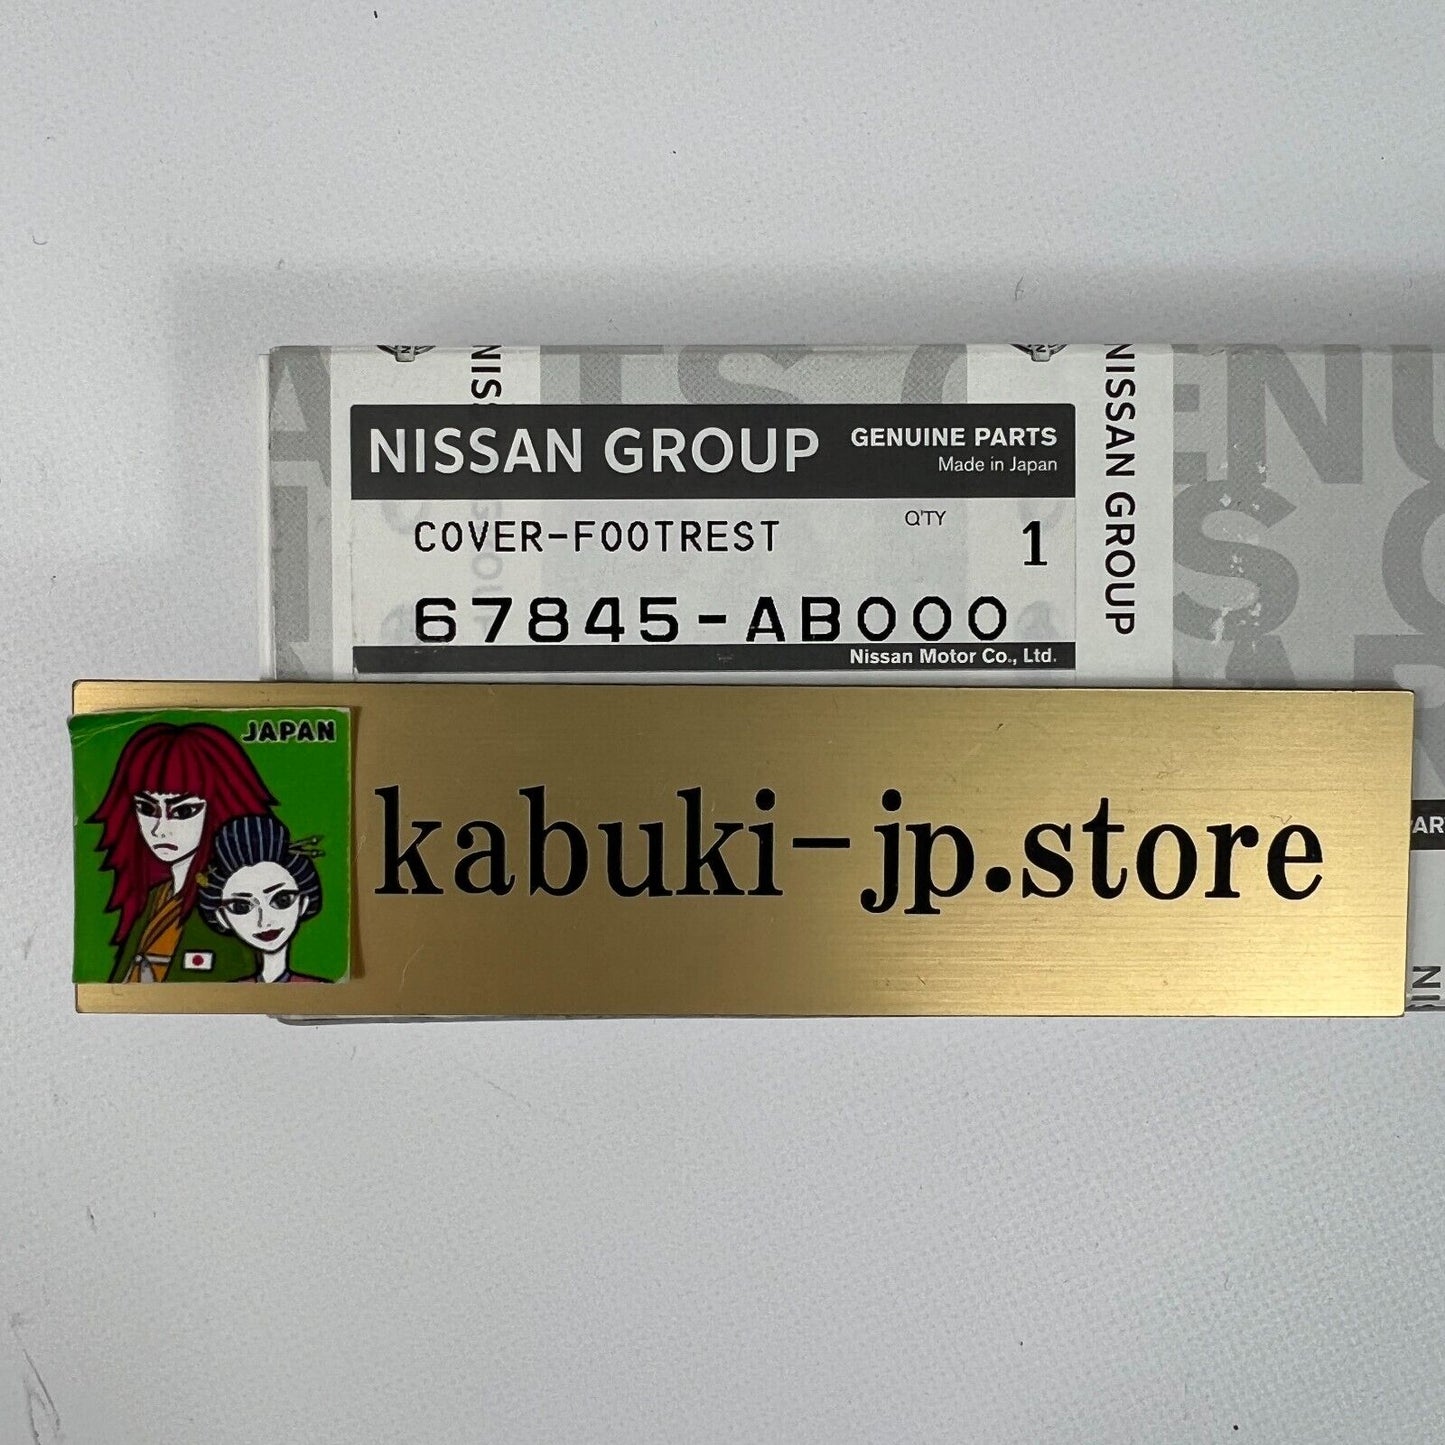 NISSAN GROUP
GENUINE PARTS
Made in Japan
COVER-FOOTREST
Q'TY
1
67845-AB000
Nissan Motor Co., Ltd.
NISSAN GROUP
JAPAN
kabuki-jp.store